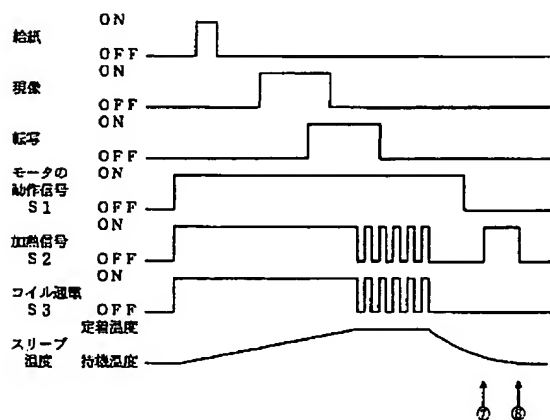 給紙
ON
OFF
現像
ON
OFF
転写
ON
OFF
モータの
動作信号
S1
ON
OFF
加熱信号
S2
ON
OFF
コイル通電
S3
ON
OFF
スリーブ
温度
定着温度
待機温度
⑦
⑧